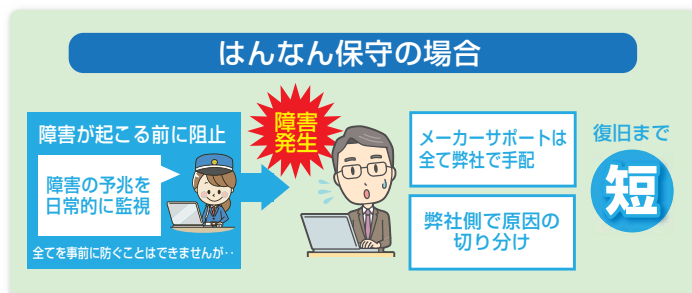 はんなん保守の場合
障害が起こる前に阻止
障害の予兆を
日常的に監視
全てを事前に防ぐことはできませんが‥
障害
発生
メーカーサポートは
全て弊社で手配
弊社側で原因の
切り分け
復旧まで
短